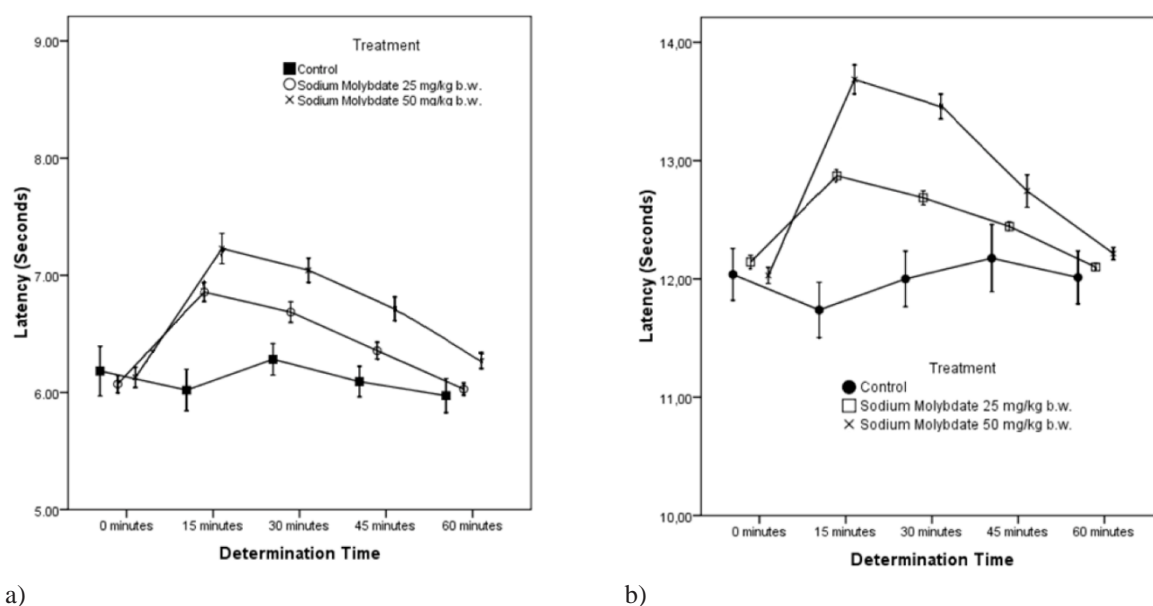 9.00
8.00
7.00
6.00
5.00
Latency (Seconds)
Treatment
Control
Sodium Molybdate 25 mg/kg b.w.
Sodium Molybdate 50 mg/kg b.w.
0 minutes 15 minutes 30 minutes 45 minutes 60 minutes
Determination Time
a)
14,00
13,00
12,00
11,00
10,00
Latency (Seconds)
Treatment
Control
Sodium Molybdate 25 mg/kg b.w.
Sodium Molybdate 50 mg/kg b.w.
0 minutes 15 minutes 30 minutes 45 minutes 60 minutes
Determination Time
b)